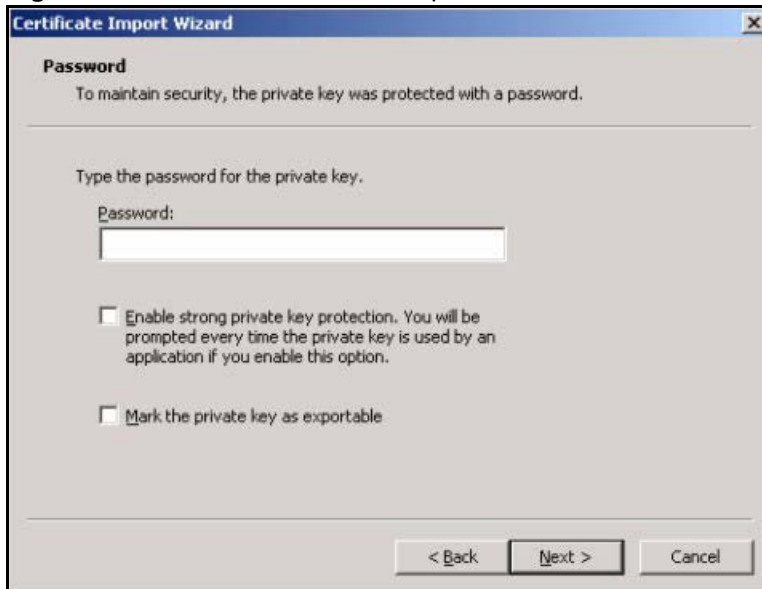 Certificate Import Wizard
Password
To maintain security, the private key was protected with a password.
Type the password for the private key.
Password:
Enable strong private key protection. You will
prompted every time the private key is used by an
application if you enable this option.
Mark the private key as exportable
< Back
Next >
Cancel